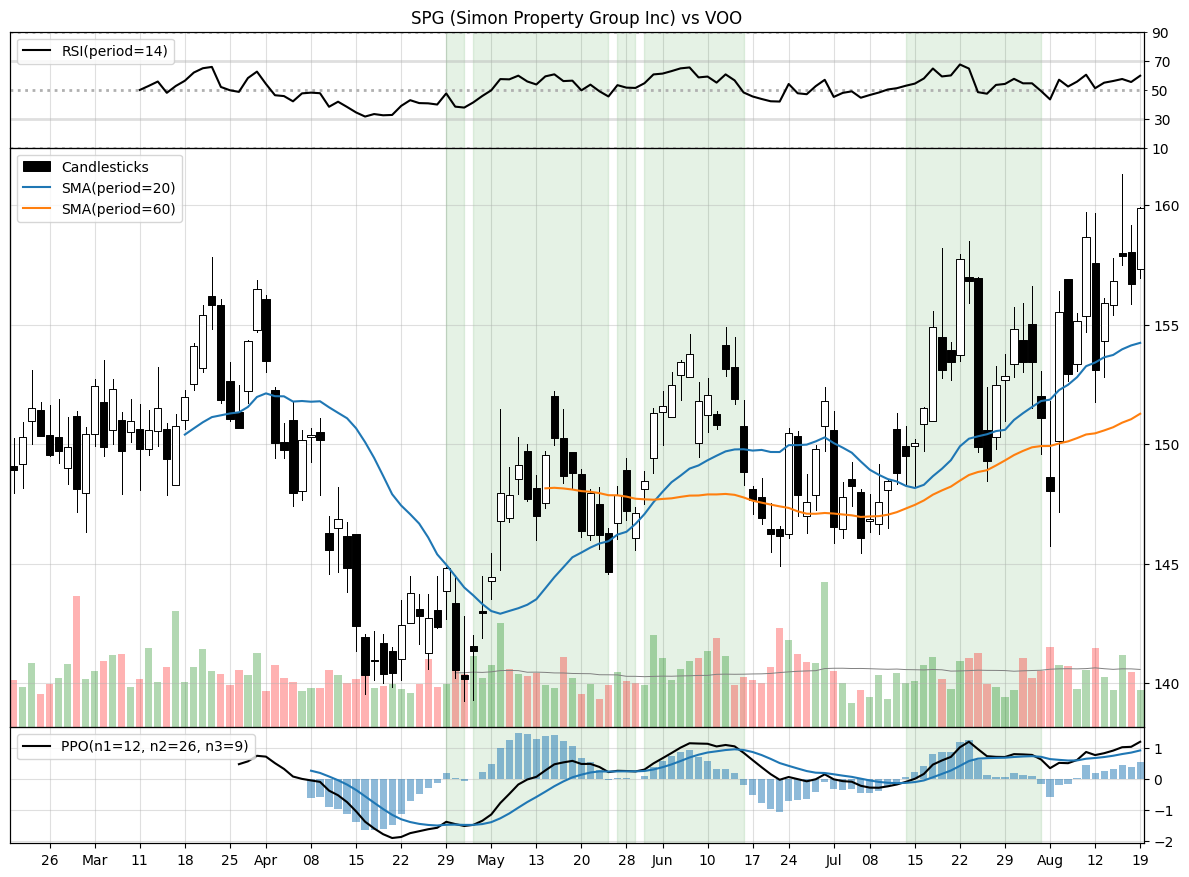 SPG (Simon Property Group Inc) vs VOO
RSI(period=14)
90
70
50
30
10
Candlesticks
SMA(period=20)
SMA(period=60)
160
155
150
145
140
PPO(n1=12, n2=26, n3=9)
1
0
−1
−2
26 Mar 11 18 25 Apr 08 15 22 29 May 13 20 28 Jun 10 17 24 Jul 08 15 22 29 Aug 12 19